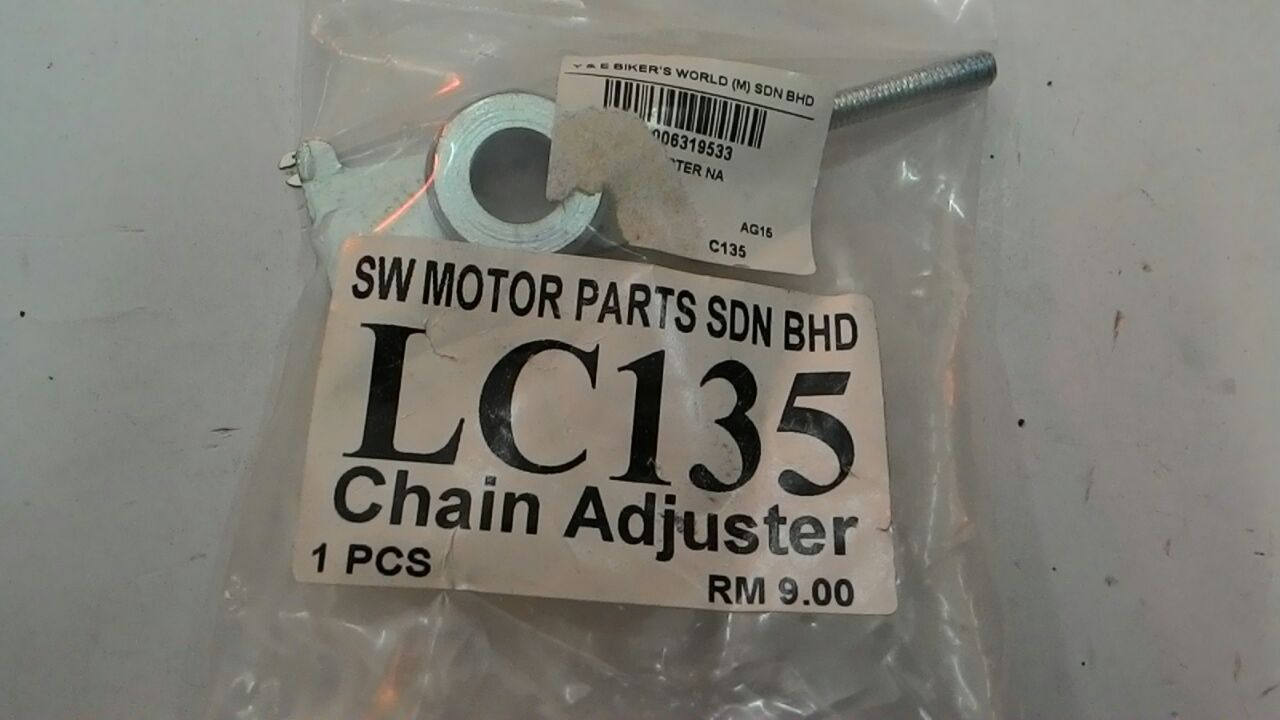 & E BIKER'S WORLD (M) SDN BHD
006319533
TER NA
AG15
C135
SW MOTOR PARTS SDN BHD
LC135
Chain Adjuster
1 PCS
RM 9.00